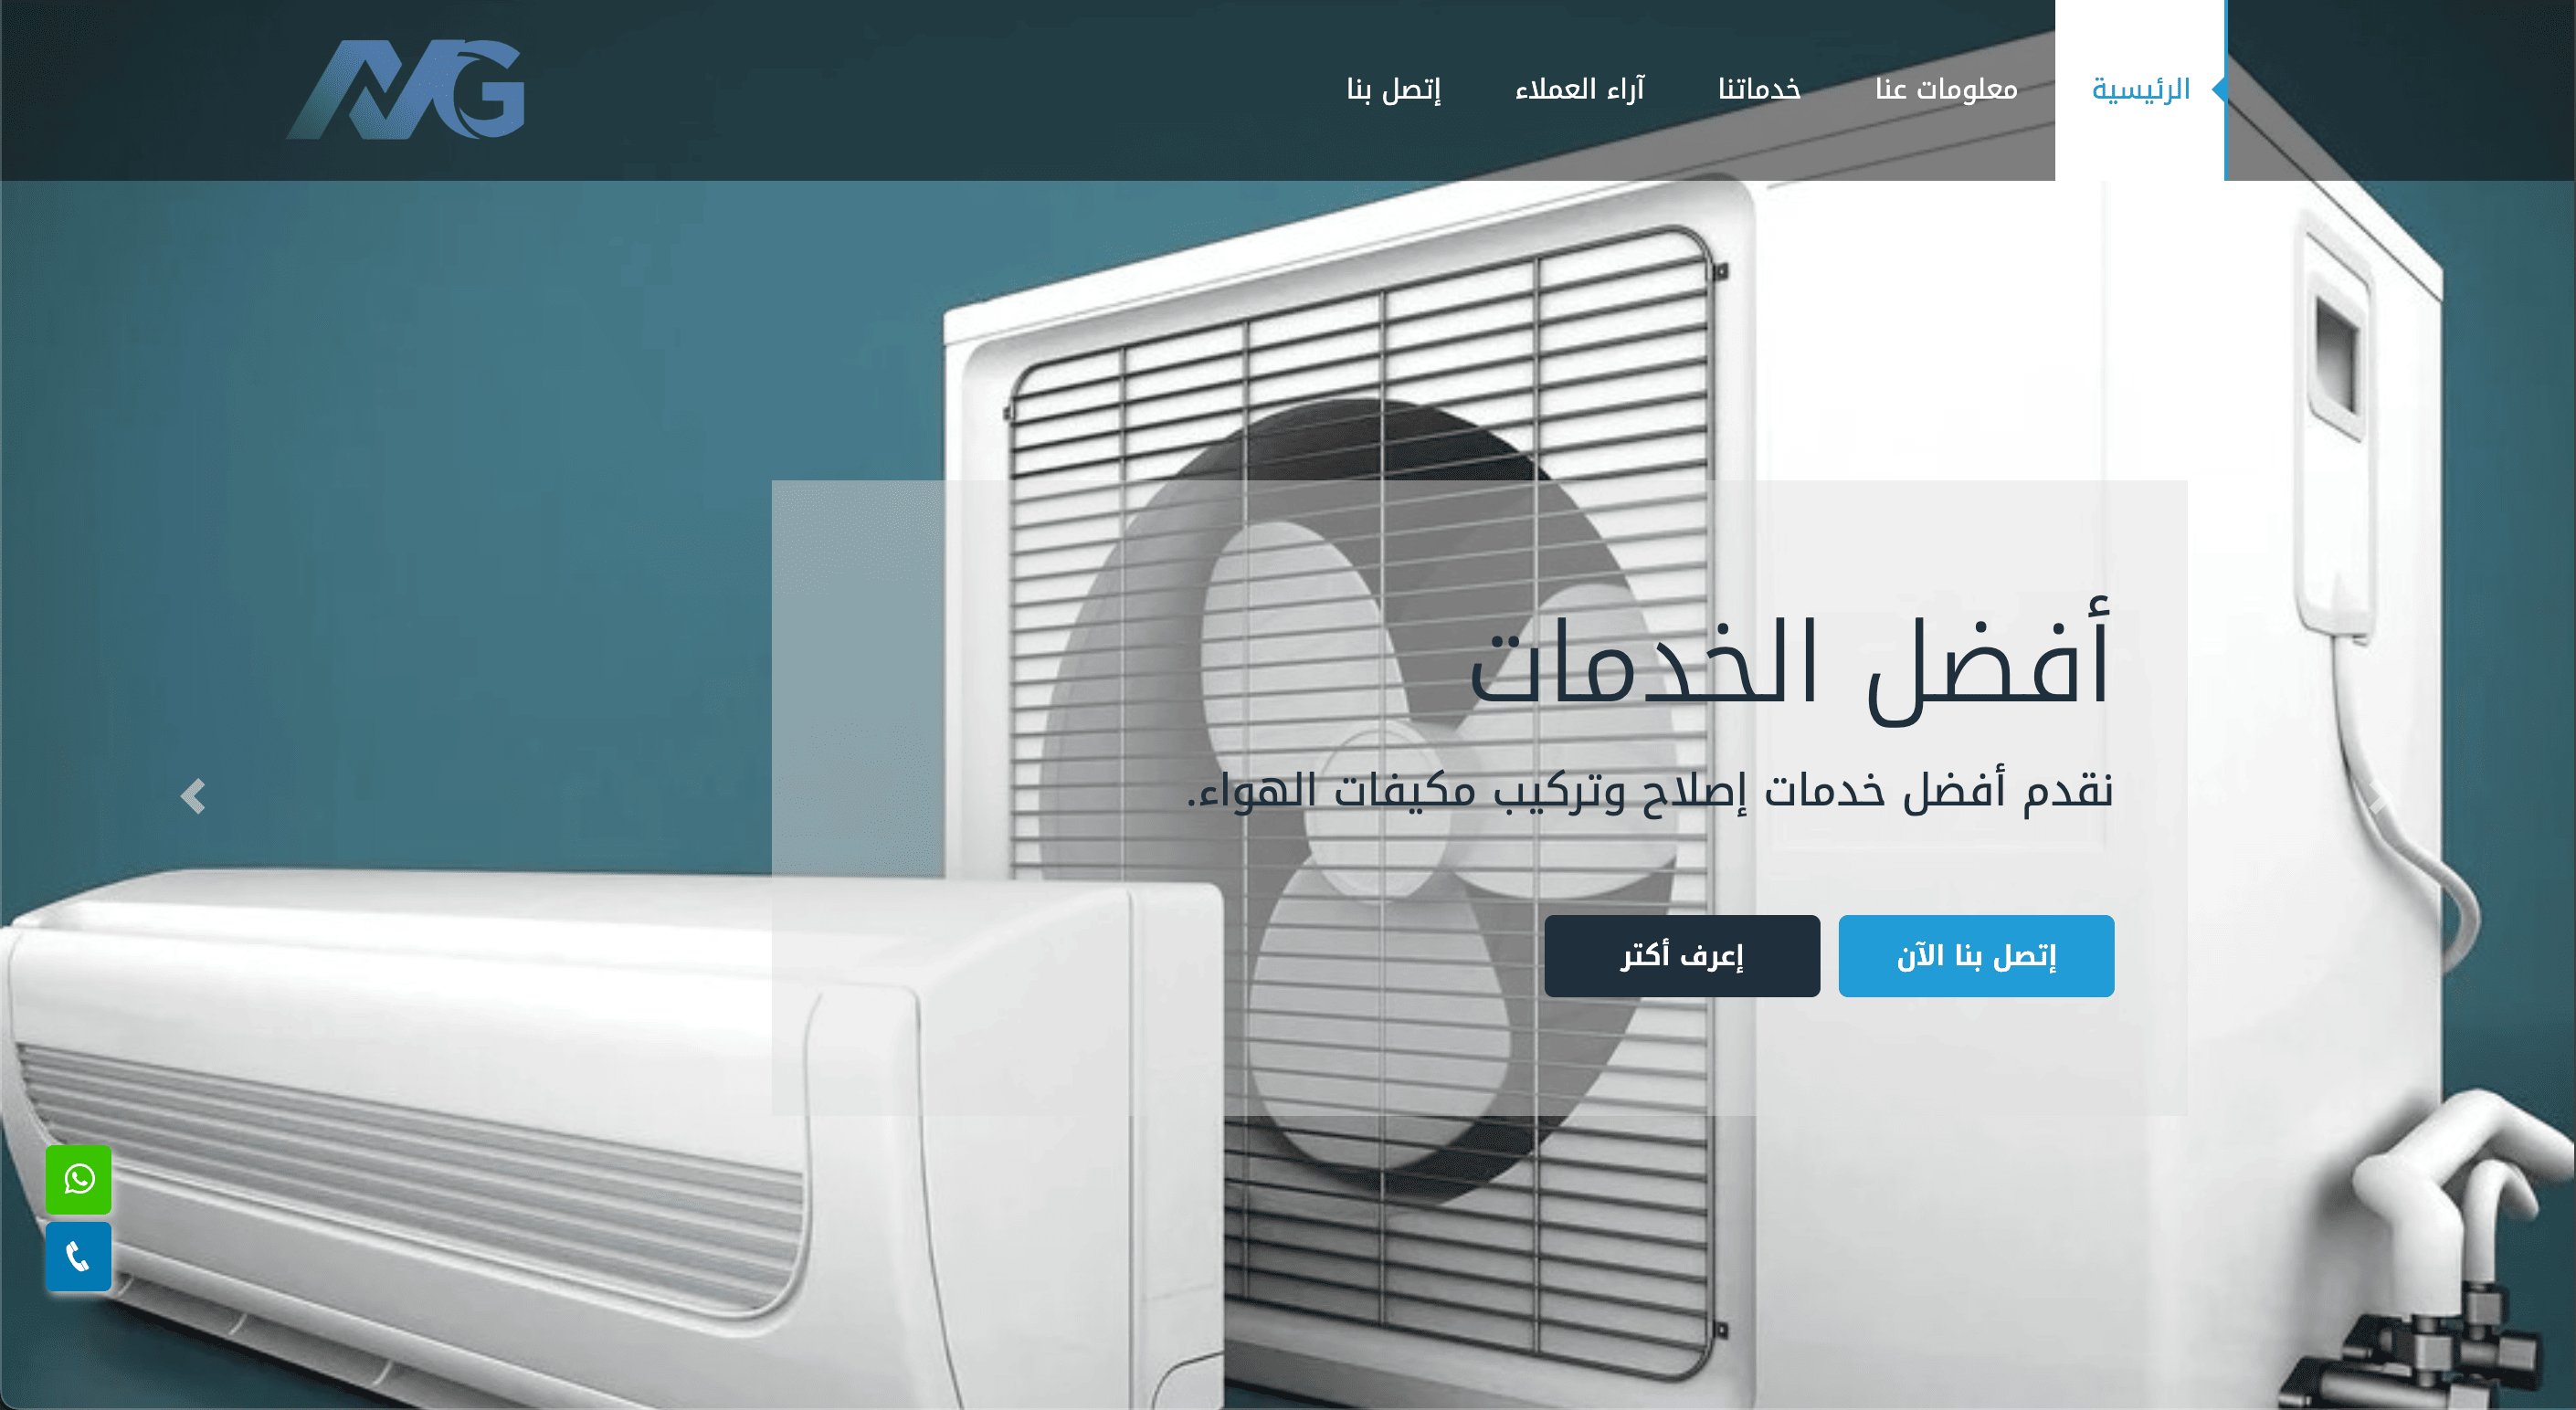 الرئيسية
معلومات عنا
خدماتنا
آراء العملاء
إتصل بنا
NG
أفضل الخدمات
نقدم أفضل خدمات إصلاح وتركيب مكيفات الهواء.
إتصل بنا الآن
إعرف أكتر